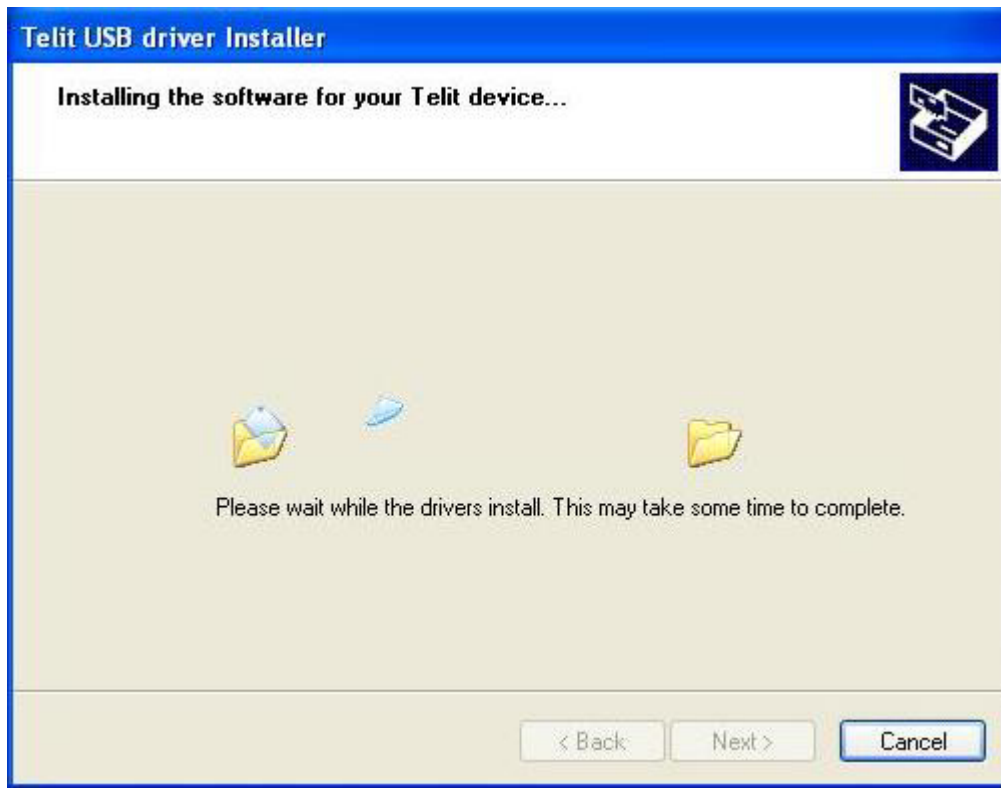 Telit USB driver Installer
Installing the software for your Telit device...
Please wait while the drivers install. This may take some time to complete.
< Back
Next >
Cancel